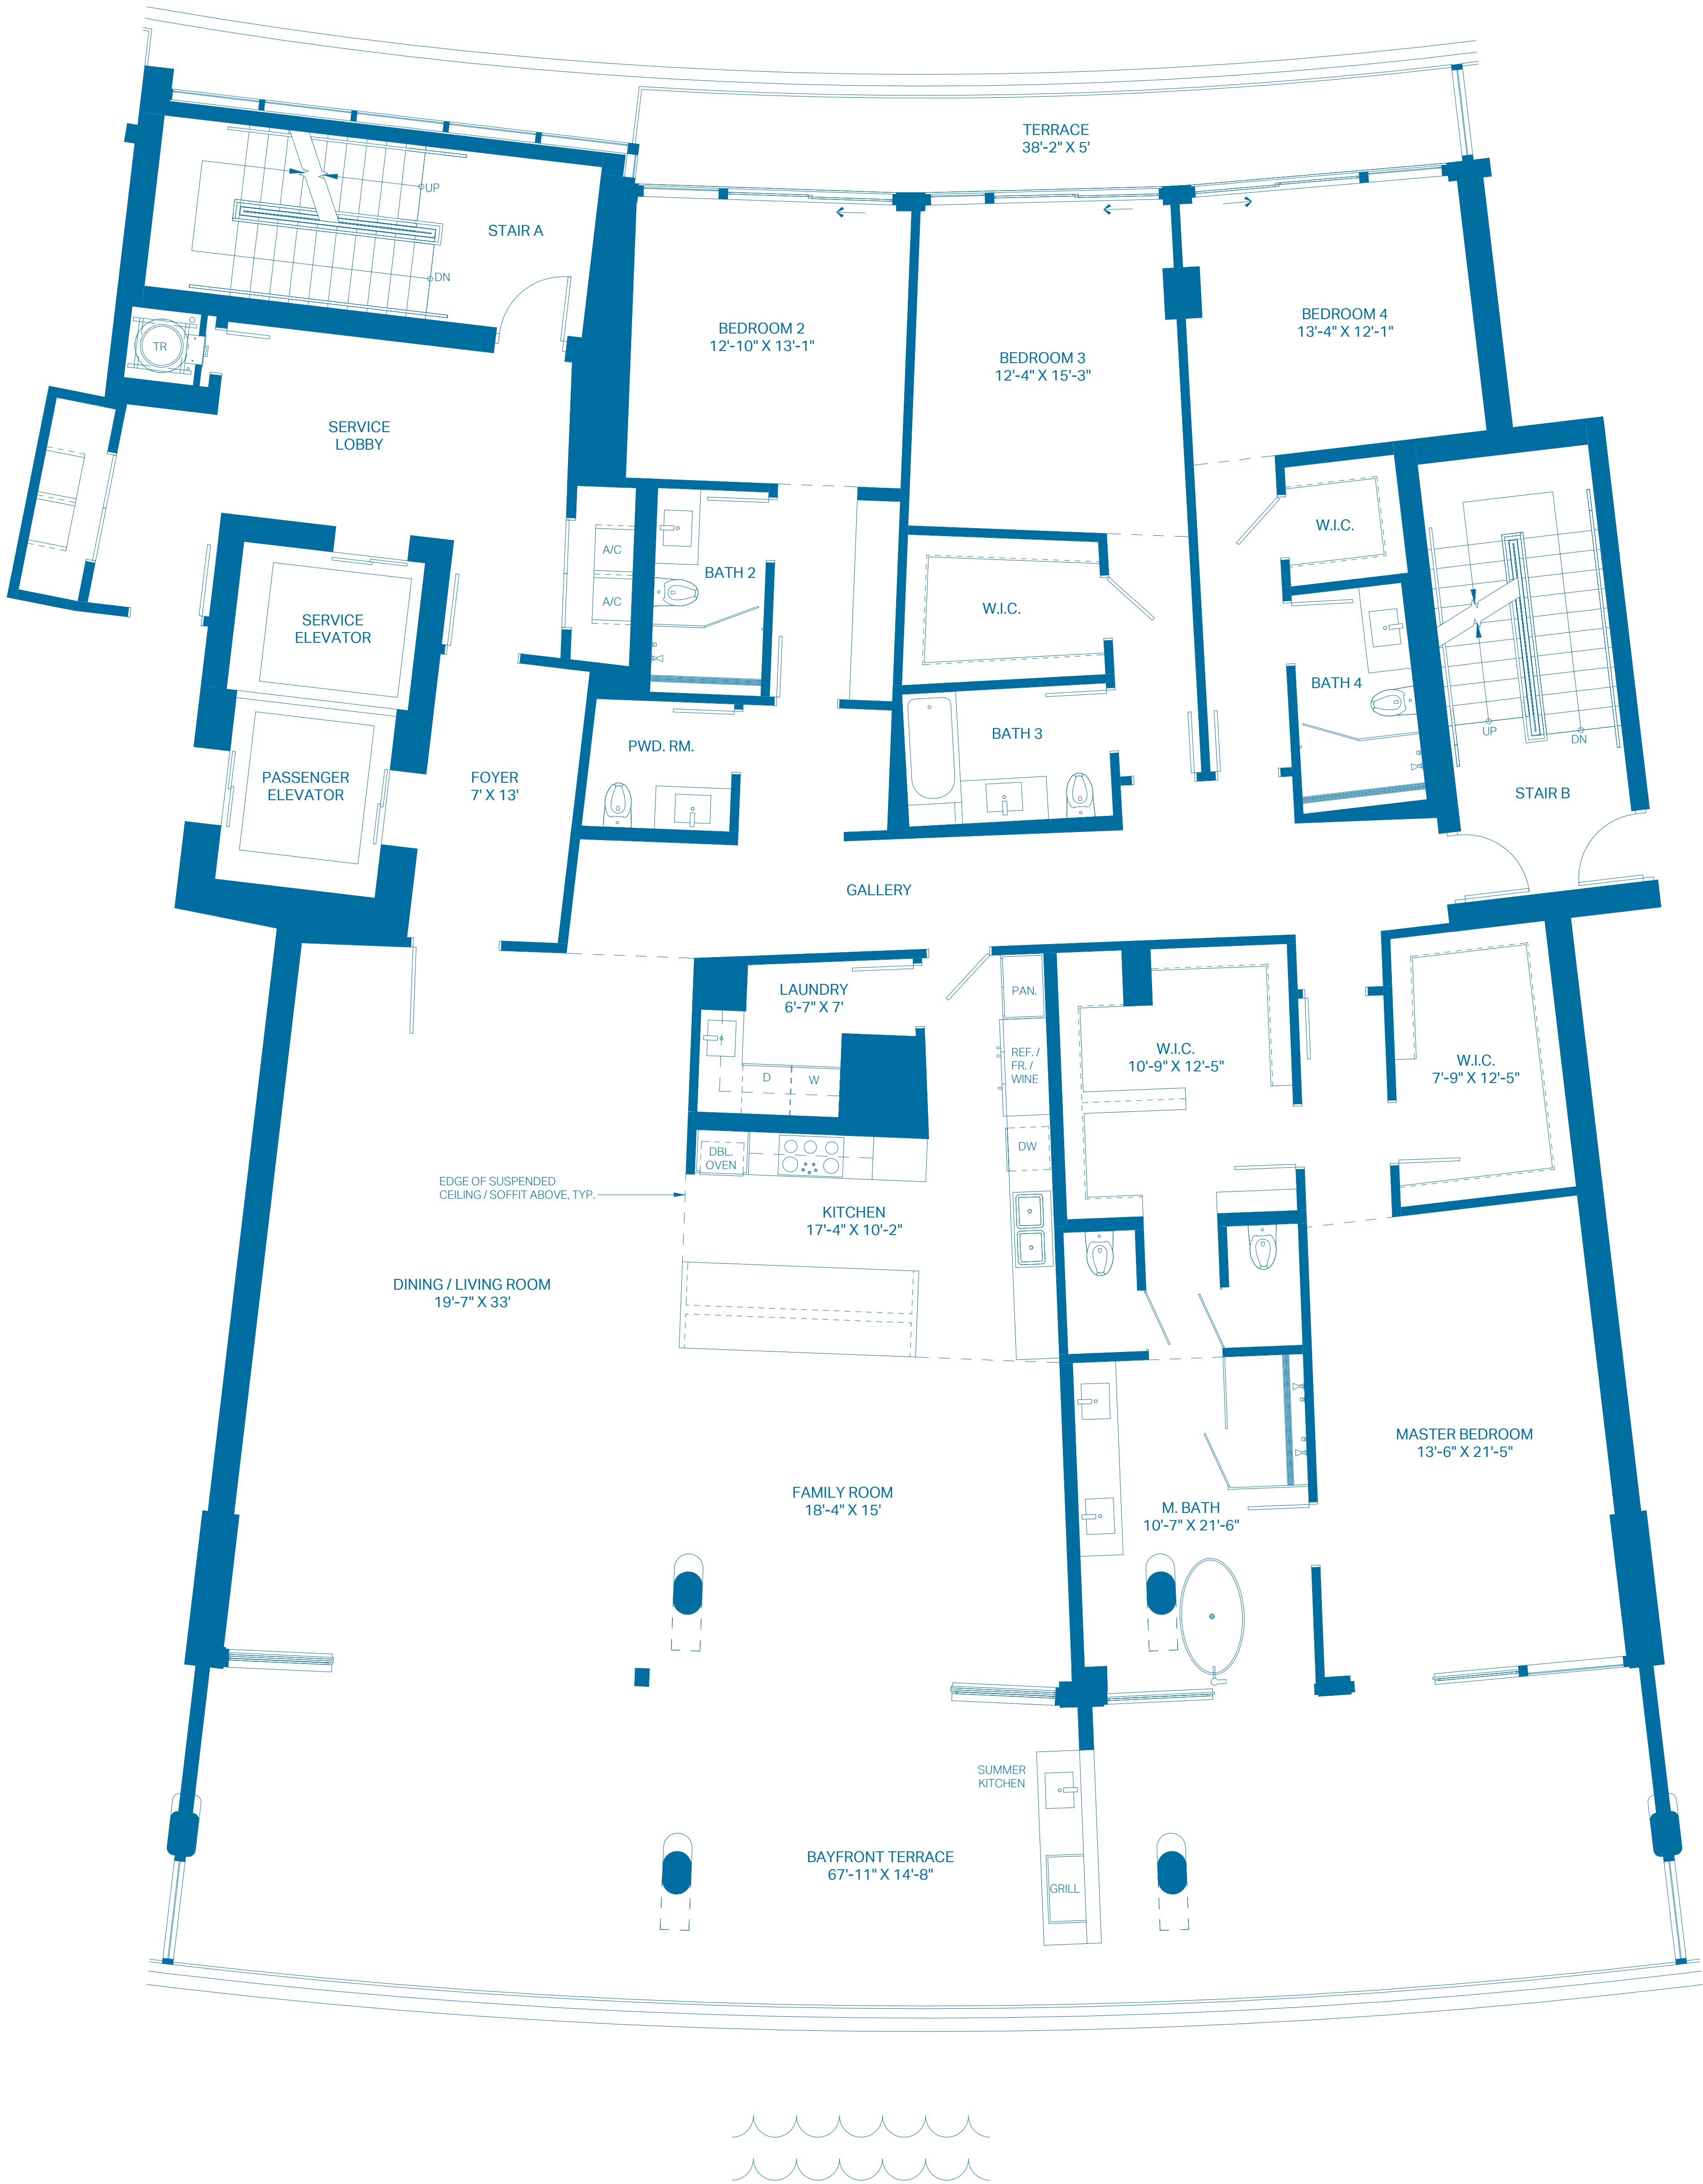 TERRACE
38'-2" X 5'
UP
STAIR A
DN
BEDROOM 2
12'-10" X 13'-1"
BEDROOM 3
12'-4" X 15'-3"
BEDROOM 4
13'-4" X 12'-1"
TR
SERVICE
LOBBY
A/C
A/C
BATH 2
W.I.C.
W.I.C.
SERVICE
ELEVATOR
BATH 4
UP
DN
STAIR B
PWD. RM.
BATH 3
PASSENGER
ELEVATOR
FOYER
7' X 13'
GALLERY
LAUNDRY
6'-7" X 7'
D
W
PAN.
REF. /
FR. /
WINE
DW
W.I.C.
10'-9" X 12'-5"
W.I.C.
7'-9" X 12'-5"
DBL.
OVEN
EDGE OF SUSPENDED
CEILING / SOFFIT ABOVE, TYP.
KITCHEN
17'-4" X 10'-2"
DINING / LIVING ROOM
19'-7" X 33'
MASTER BEDROOM
13'-6" X 21'-5"
FAMILY ROOM
18'-4" X 15'
M. BATH
10'-7" X 21'-6"
SUMMER
KITCHEN
BAYFRONT TERRACE
67'-11" X 14'-8"
GRILL